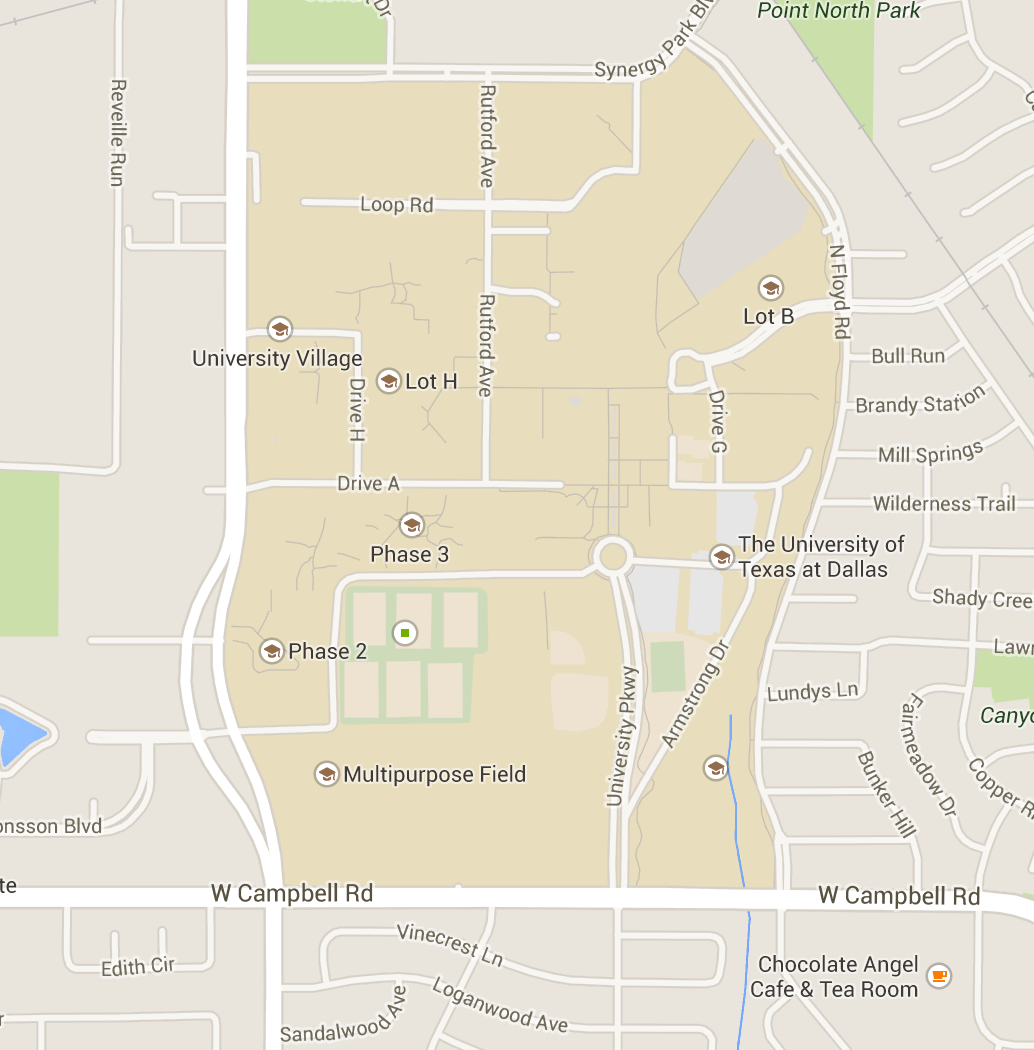 Dr
Point North Park
Synergy Park Blv
Reveille Run
Rutford Ave
Loop Rd
N Floyd Rd
Lot B
Rutford Ave
University Village
Lot H
Bull Run
Drive H
Drive G
Brandy Station
Mill Springs
Drive A
Wilderness Trail
Phase 3
The University of
Texas at Dallas
Shady Cree
Phase 2
Lawn
Lundys Ln
Armstrong Dr
University Pkwy
Fairmeadow Dr
Canyo
Multipurpose Field
Bunker Hill
Copper Ri
onsson Blvd
te
W Campbell Rd
W Campbell Rd
Vinecrest Ln
Edith Cir
Chocolate Angel
Cafe & Tea Room
Loganwood Ave
Sandalwood Ave
r